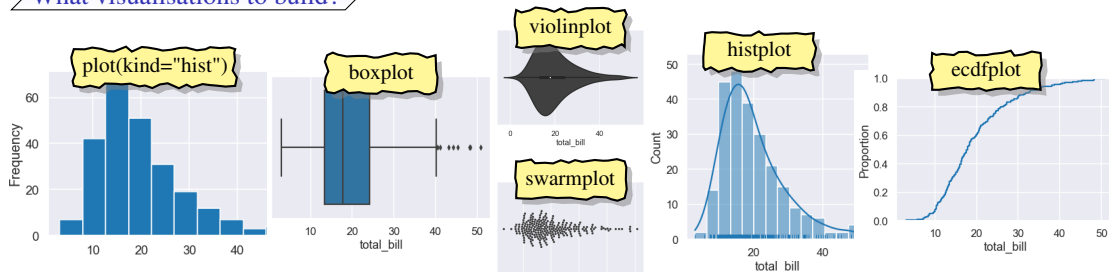 What visualisations to build?
plot(kind="hist")
Frequency
60
40
20
0
10 20 30 40
boxplot
10 20 30 40 50
total_bill
violinplot
0 20 40
total_bill
swarmplot
histplot
Count
50
40
30
20
10
0
20 40
total_bill
ecdfplot
Proportion
1.0
0.8
0.6
0.4
0.2
0.0
10 20 30 40 50
total_bill